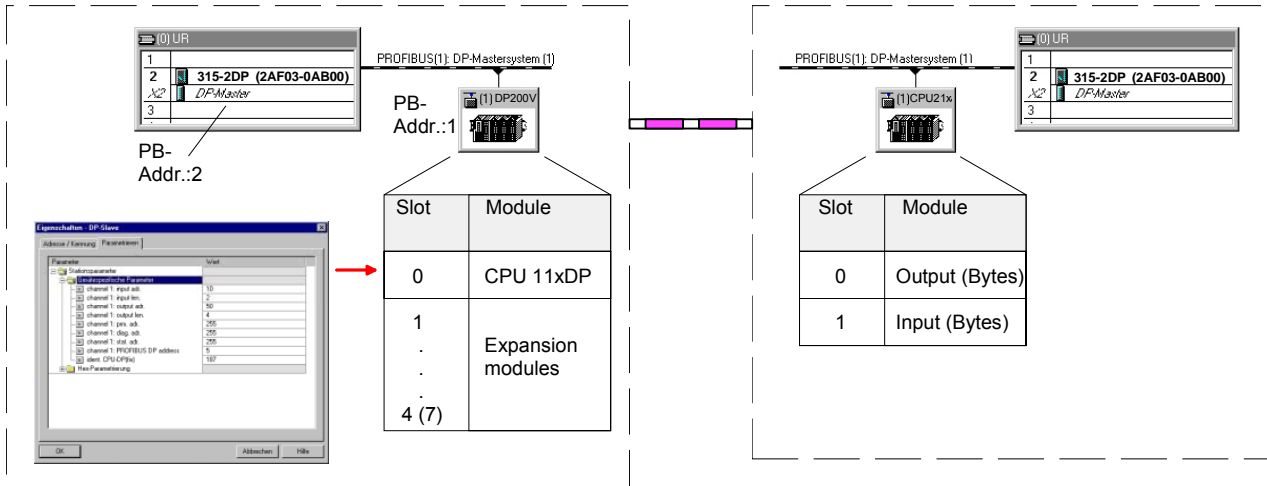 (0) UR
1
2 315-2DP (2AF03-0AB00)
X2 DP-Master
3
PROFIBUS(1): DP-Mastersystem (1)
(1) DP200V
PB-
Addr.:1
PB-
Addr.:2
Slot Module
0 CPU 11xDP
1
.
.
.
4 (7)
Expansion
modules
Eigenschaften - DP-Slave
Adresse / Kennung Parametrieren
Parameter Wert
Stationsparameter
Gerätespezifische Parameter
channel 1: input adr. 10
channel 1: input len. 2
channel 1: output adr. 50
channel 1: output len. 4
channel 1: pes. adr. 255
channel 1: diag. adr. 255
channel 1: stat. adr. 255
channel 1: PROFIBUS DP address 5
ident. CPU-DP(fix) 187
Hex-Parametrierung
OK Abbrechen Hilfe
PROFIBUS(1): DP-Mastersystem (1)
(1)CPU21x
(0) UR
1
2 315-2DP (2AF03-0AB00)
X2 DP-Master
3
Slot Module
0 Output (Bytes)
1 Input (Bytes)